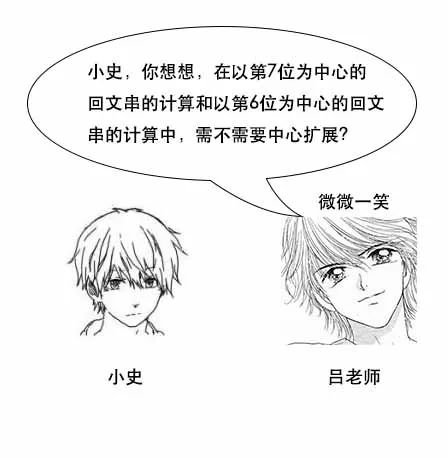 小史，你想想，在以第7位为中心的
回文串的计算和以第6位为中心的回文
串的计算中，需不需要中心扩展？
微微一笑
小史
吕老师